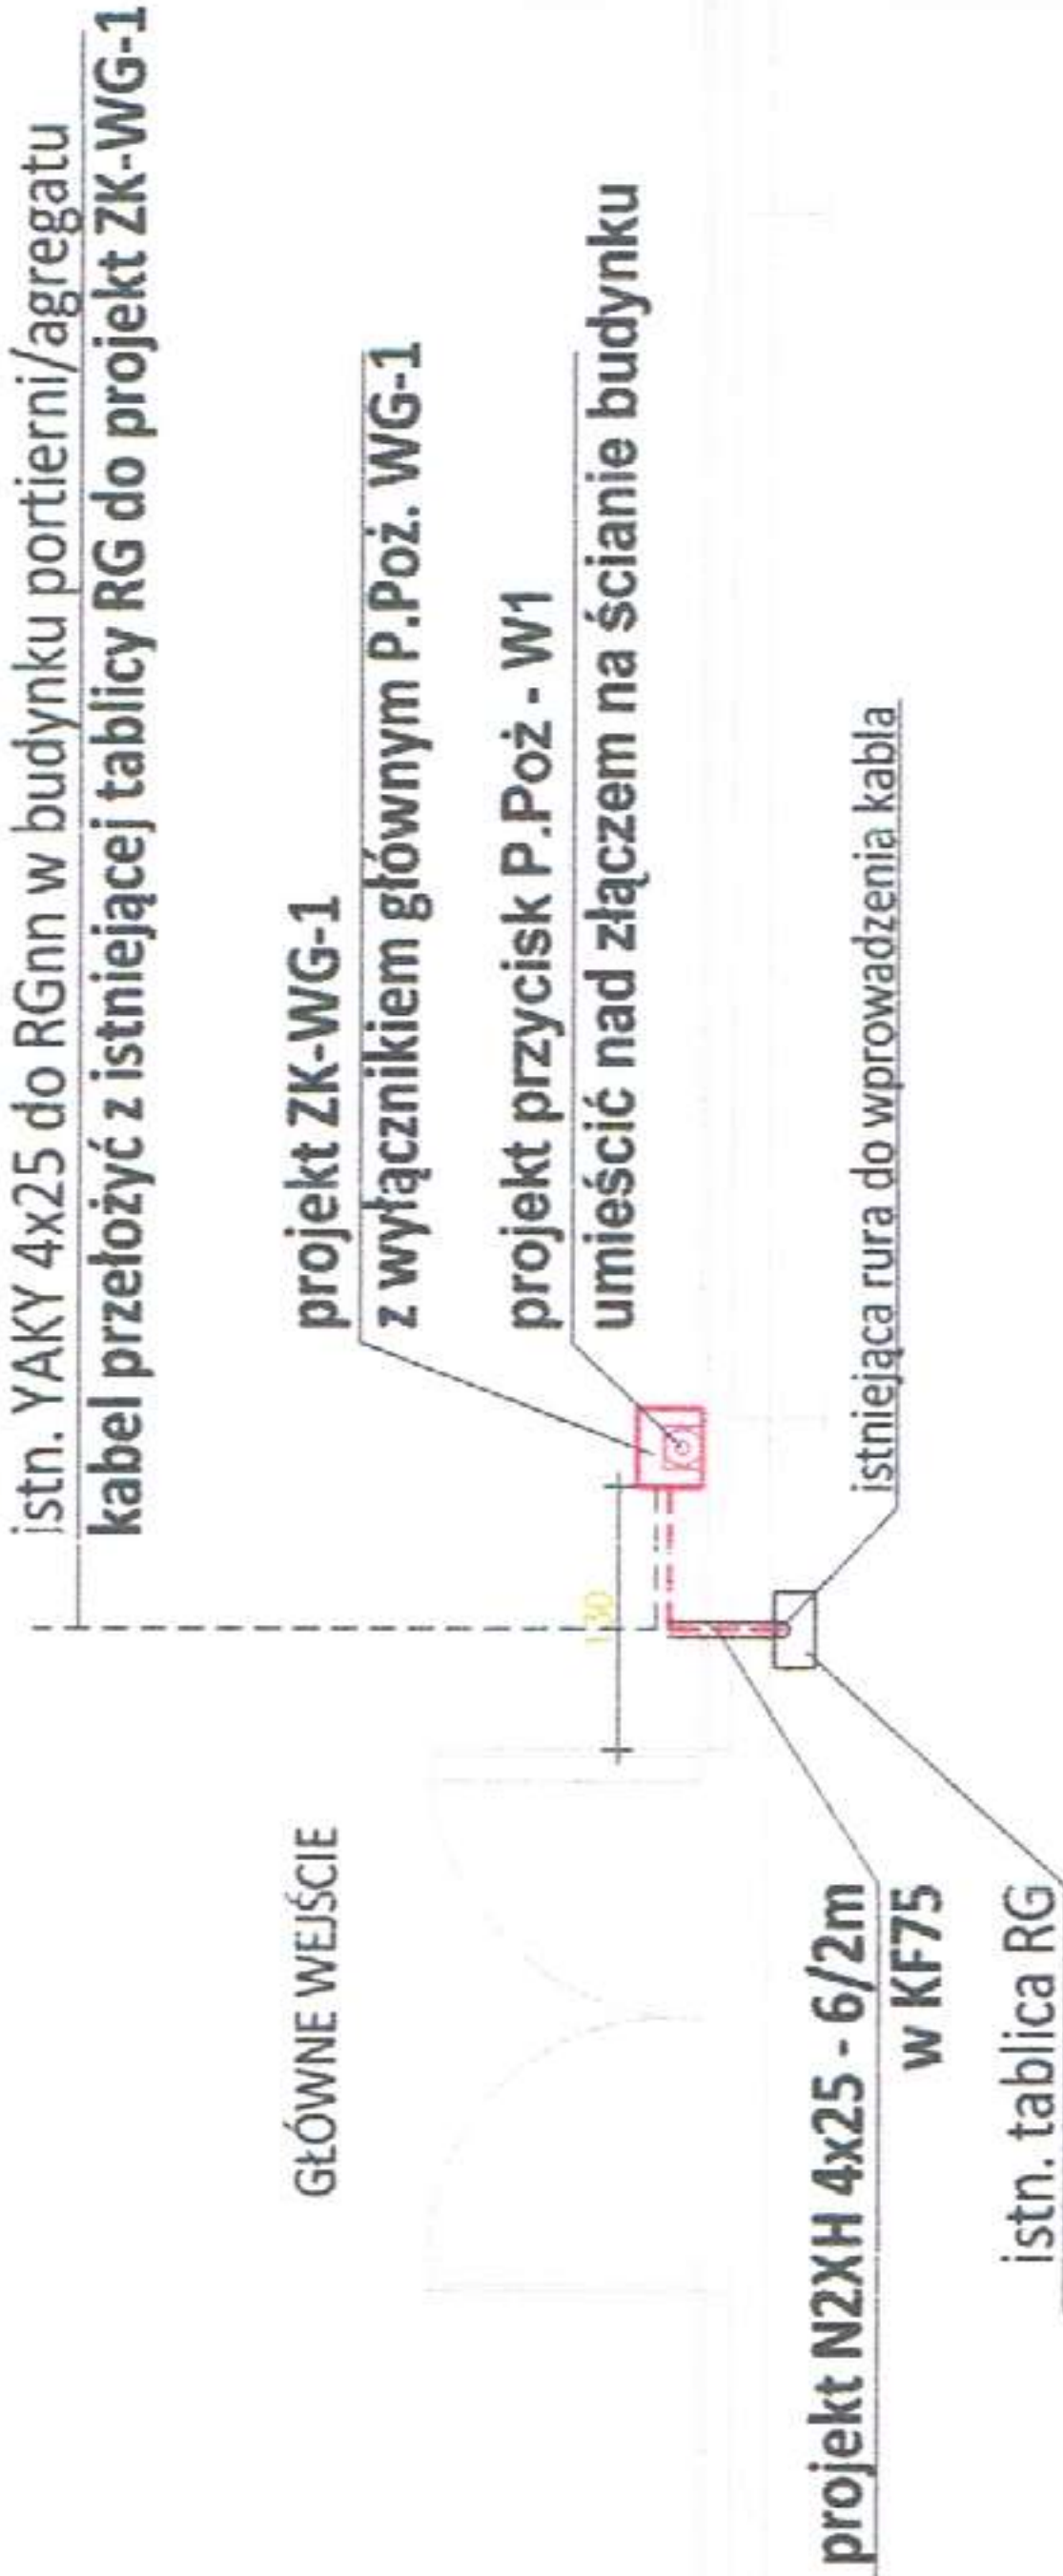 istn. YAKY 4x25 do RGnn w budynku portierni/agregatu
kabel przełożyć z istniejącej tablicy RG do projekt ZK-WG-1
projekt ZK-WG-1
z wyłącznikiem głównym P.Poż. WG-1
projekt przycisk P.Poż - W1
umieścić nad złączem na ścianie budynku
GŁÓWNE WEJŚCIE
130
istniejąca rura do wprowadzenia kabla
projekt N2XH 4x25 - 6/2m
w KF75
istn. tablica RG